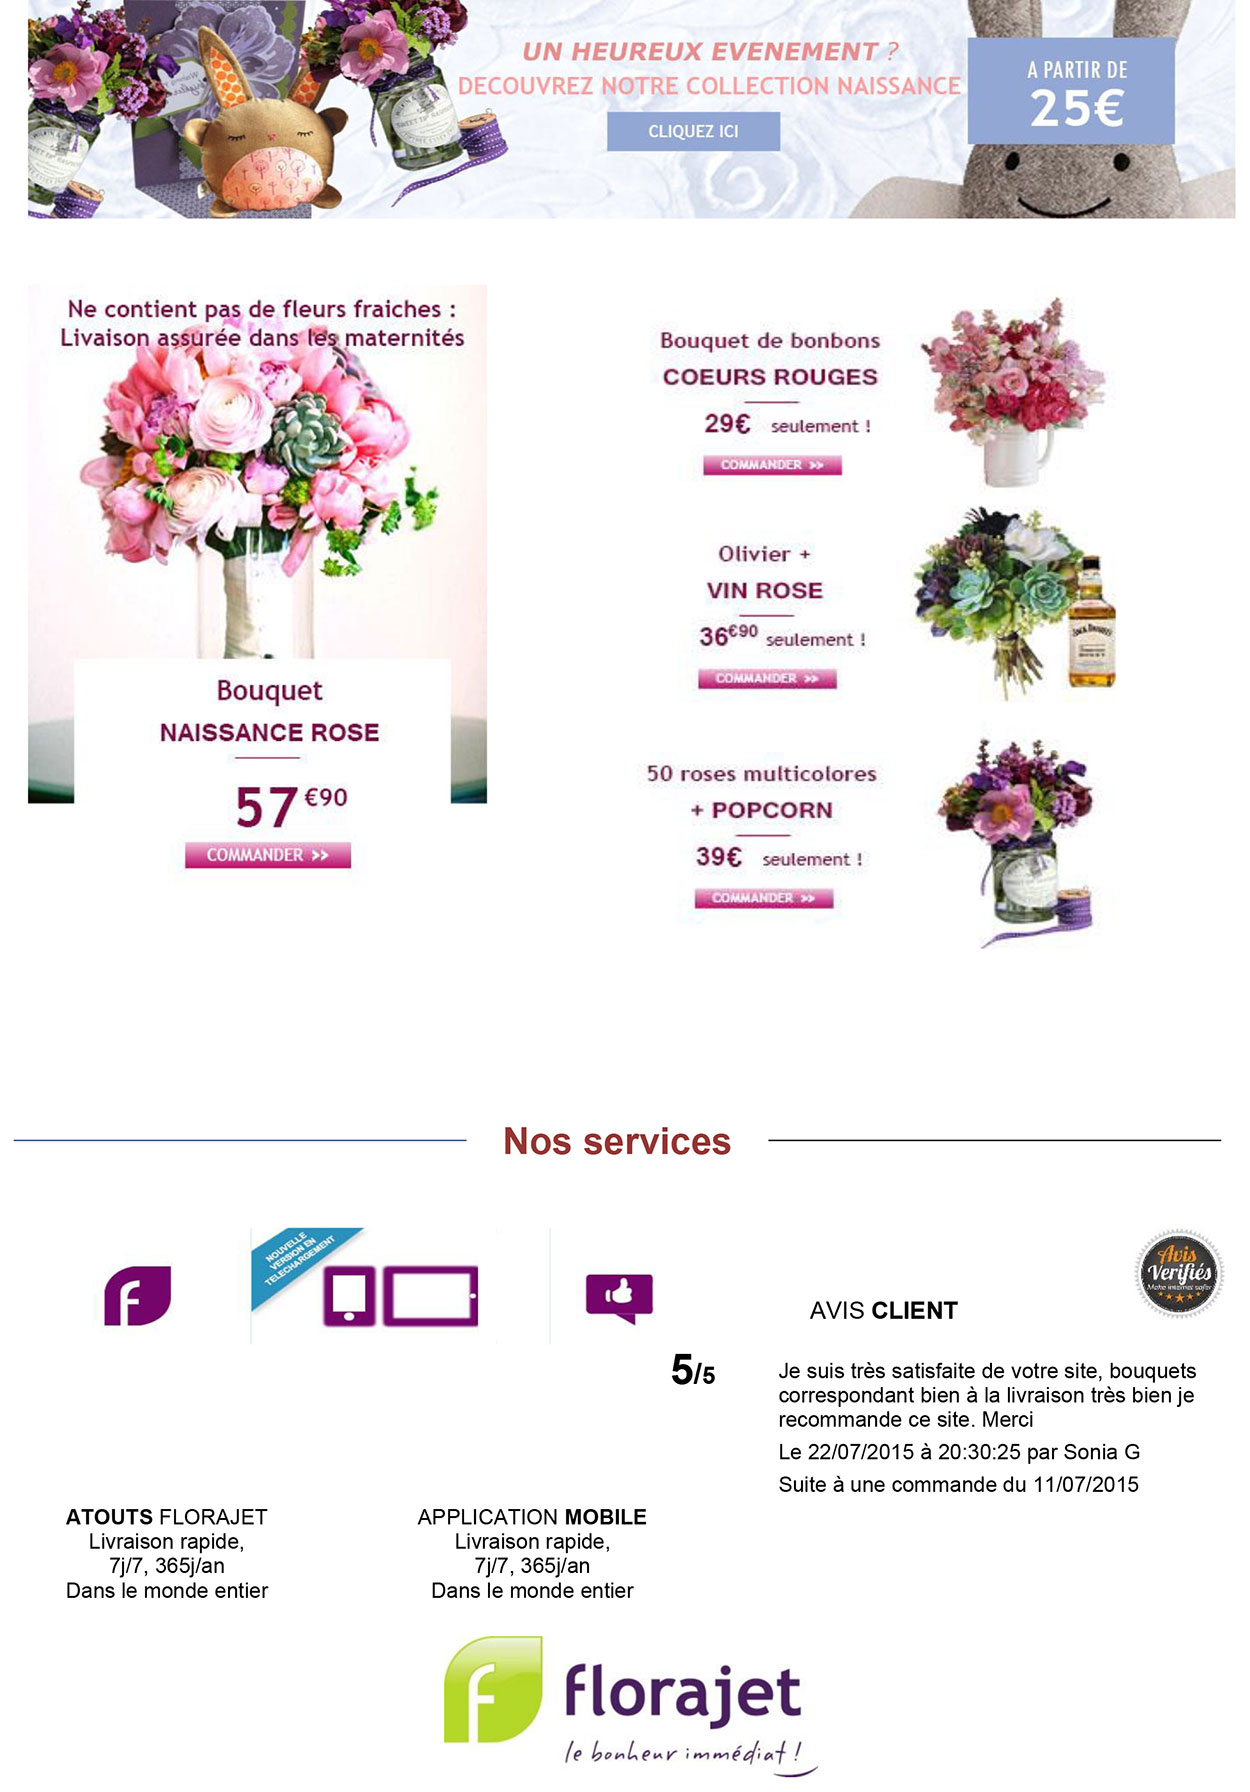 UN HEUREUX EVENEMENT ?
DECOUVREZ NOTRE COLLECTION NAISSANCE
CLIQUEZ ICI
A PARTIR DE
25€
Ne contient pas de fleurs fraiches :
Livaison assurée dans les maternités
Bouquet
NAISSANCE ROSE
57 €90
COMMANDER >>
Bouquet de bonbons
COEURS ROUGES
29€ seulement !
COMMANDER >>
Olivier +
VIN ROSE
36€90 seulement !
COMMANDER >>
50 roses multicolores
+ POPCORN
39€ seulement !
COMMANDER >>
Nos services
NOUVELLE
VERSION EN
TELECHARGEMENT
Avis
Vérifiés
AVIS CLIENT
5/5
Je suis très satisfaite de votre site, bouquets
correspondant bien à la livraison très bien je
recommande ce site. Merci
Le 22/07/2015 à 20:30:25 par Sonia G
Suite à une commande du 11/07/2015
ATOUTS FLORAJET
Livraison rapide,
7j/7, 365j/an
Dans le monde entier
APPLICATION MOBILE
Livraison rapide,
7j/7, 365j/an
Dans le monde entier
f florajet
le bonheur immédiat !